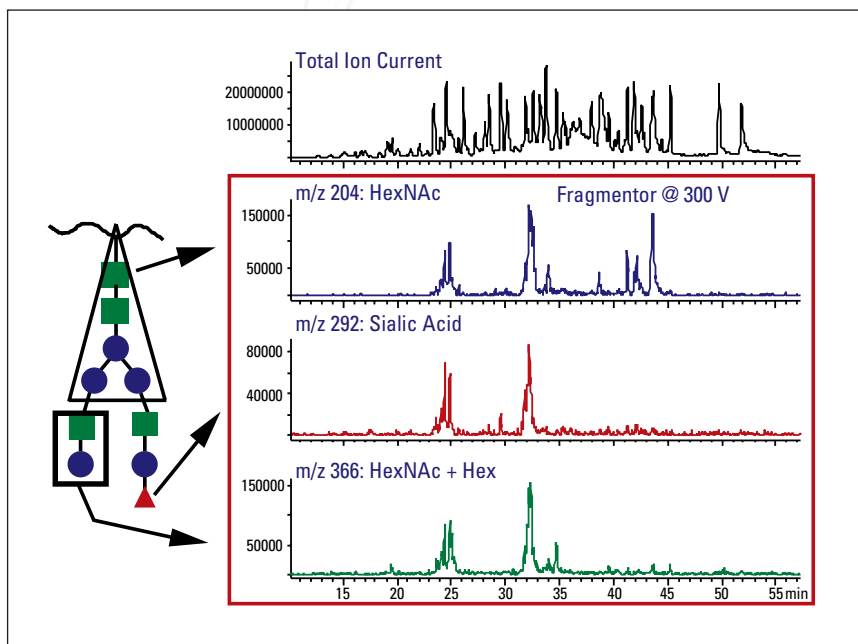 Total Ion Current
20000000
10000000
m/z 204: HexNAc
Fragmentor @ 300 V
150000
50000
m/z 292: Sialic Acid
80000
40000
m/z 366: HexNAc + Hex
150000
50000
15 20 25 30 35 40 45 50 55 min